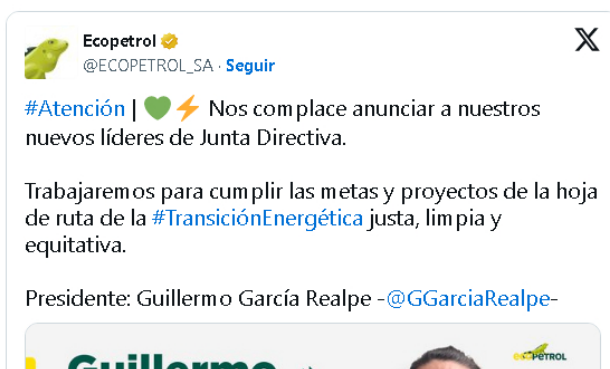 Ecopetrol
@ECOPETROL_SA · Seguir
#Atención | 💚⚡ Nos complace anunciar a nuestros
nuevos líderes de Junta Directiva.
Trabajaremos para cumplir las metas y proyectos de la hoja
de ruta de la #TransiciónEnergética justa, limpia y
equitativa.
Presidente: Guillermo García Realpe -@GGarciaRealpe-
ecoPETROL
Guillermo